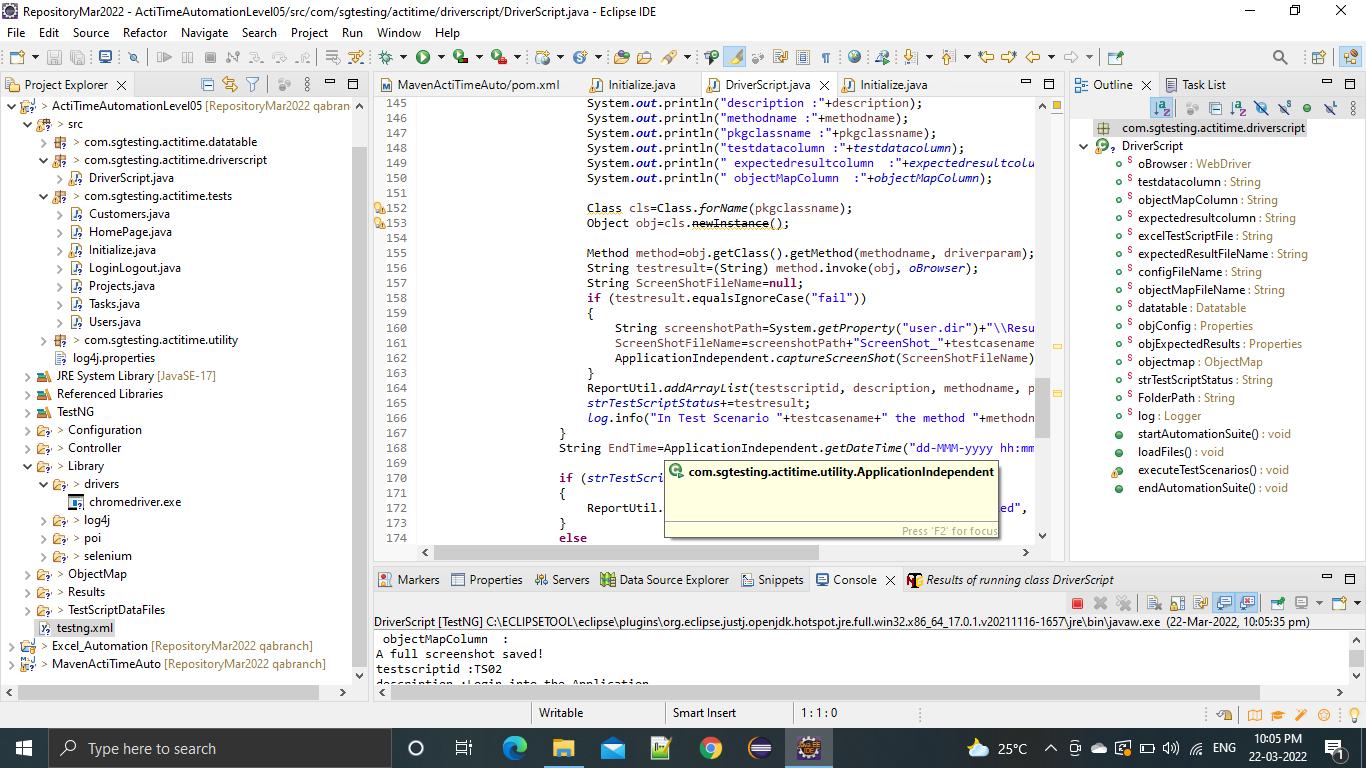 RepositoryMar2022 - ActiTimeAutomationLevel05/src/com/sgtesting/actitime/driverscript/DriverScript.java - Eclipse IDE
File Edit Source Refactor Navigate Search Project Run Window Help
Project Explorer
> ActiTimeAutomationLevel05 [RepositoryMar2022 qabran
> src
> com.sgtesting.actitime.datatable
> com.sgtesting.actitime.driverscript
DriverScript.java
> com.sgtesting.actitime.tests
Customers.java
HomePage.java
Initialize.java
LoginLogout.java
Projects.java
Tasks.java
Users.java
> com.sgtesting.actitime.utility
log4j.properties
JRE System Library [JavaSE-17]
Referenced Libraries
TestNG
> Configuration
> Controller
> Library
> drivers
chromedriver.exe
> log4j
> poi
> selenium
> ObjectMap
> Results
> TestScriptDataFiles
testng.xml
> Excel_Automation [RepositoryMar2022 qabranch]
> MavenActiTimeAuto [RepositoryMar2022 qabranch]
MavenActiTimeAuto/pom.xml Initialize.java DriverScript.java Initialize.java
145 System.out.println("description :"+description);
146 System.out.println("methodname :"+methodname);
147 System.out.println("pkgclassname :"+pkgclassname);
148 System.out.println("testdatacolumn :"+testdatacolumn);
149 System.out.println(" expectedresultcolumn  :"+expectedresultcolu
150 System.out.println(" objectMapColumn  :"+objectMapColumn);
151
152 Class cls=Class.forName(pkgclassname);
153 Object obj=cls.newInstance();
154
155 Method method=obj.getClass().getMethod(methodname, driverparam);
156 String testresult=(String) method.invoke(obj, oBrowser);
157 String ScreenShotFileName=null;
158 if (testresult.equalsIgnoreCase("fail"))
159 {
160 String screenshotPath=System.getProperty("user.dir")+"\\Resu
161 ScreenShotFileName=screenshotPath+"ScreenShot_"+testcasename
162 ApplicationIndependent.captureScreenShot(ScreenShotFileName)
163 }
164 ReportUtil.addArrayList(testscriptid, description, methodname, p
165 strTestScriptStatus+=testresult;
166 log.info("In Test Scenario "+testcasename+" the method "+methodn
167 }
168 String EndTime=ApplicationIndependent.getDateTime("dd-MMM-yyyy hh:mm
169
170 if (strTestScri
171 {
172 ReportUtil. ed",
173 }
174 else
com.sgtesting.actitime.utility.ApplicationIndependent
Press 'F2' for focus
Outline Task List
com.sgtesting.actitime.driverscript
DriverScript
oBrowser : WebDriver
testdatacolumn : String
objectMapColumn : String
expectedresultcolumn : String
excelTestScriptFile : String
expectedResultFileName : String
configFileName : String
objectMapFileName : String
datatable : Datatable
objConfig : Properties
objExpectedResults : Properties
objectmap : ObjectMap
strTestScriptStatus : String
FolderPath : String
log : Logger
startAutomationSuite() : void
loadFiles() : void
executeTestScenarios() : void
endAutomationSuite() : void
Markers Properties Servers Data Source Explorer Snippets Console Results of running class DriverScript
DriverScript [TestNG] C:\ECLIPSETOOL\eclipse\plugins\org.eclipse.justj.openjdk.hotspot.jre.full.win32.x86_64_17.0.1.v20211116-1657\jre\bin\javaw.exe (22-Mar-2022, 10:05:35 pm)
objectMapColumn  :
A full screenshot saved!
testscriptid :TS02
description :Login into the Application
Writable Smart Insert 1 : 1 : 0
Type here to search
25°C ENG 10:05 PM
22-03-2022
1